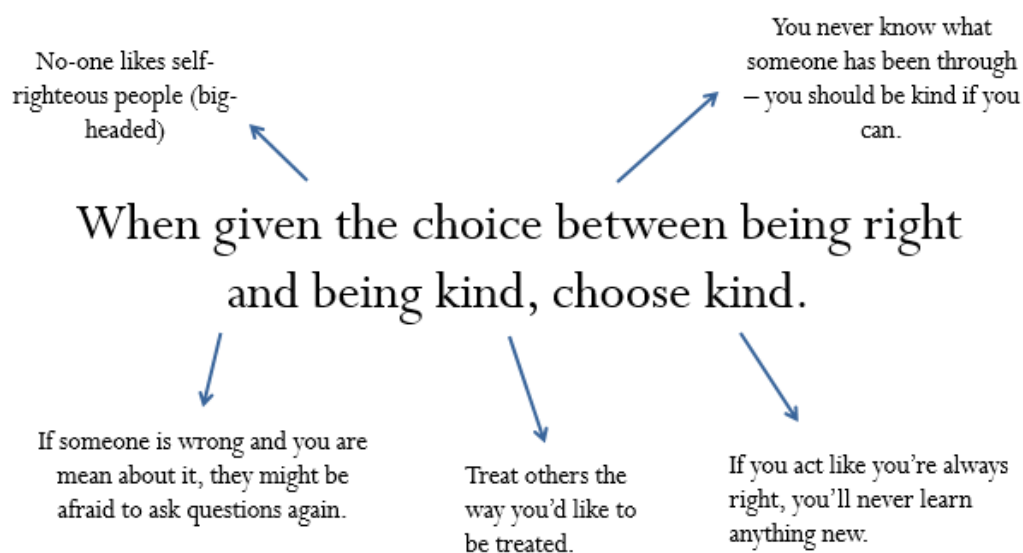 No-one likes self-
righteous people (big-
headed)
You never know what
someone has been through
– you should be kind if you
can.
When given the choice between being right
and being kind, choose kind.
If someone is wrong and you are
mean about it, they might be
afraid to ask questions again.
Treat others the
way you’d like to
be treated.
If you act like you’re always
right, you’ll never learn
anything new.